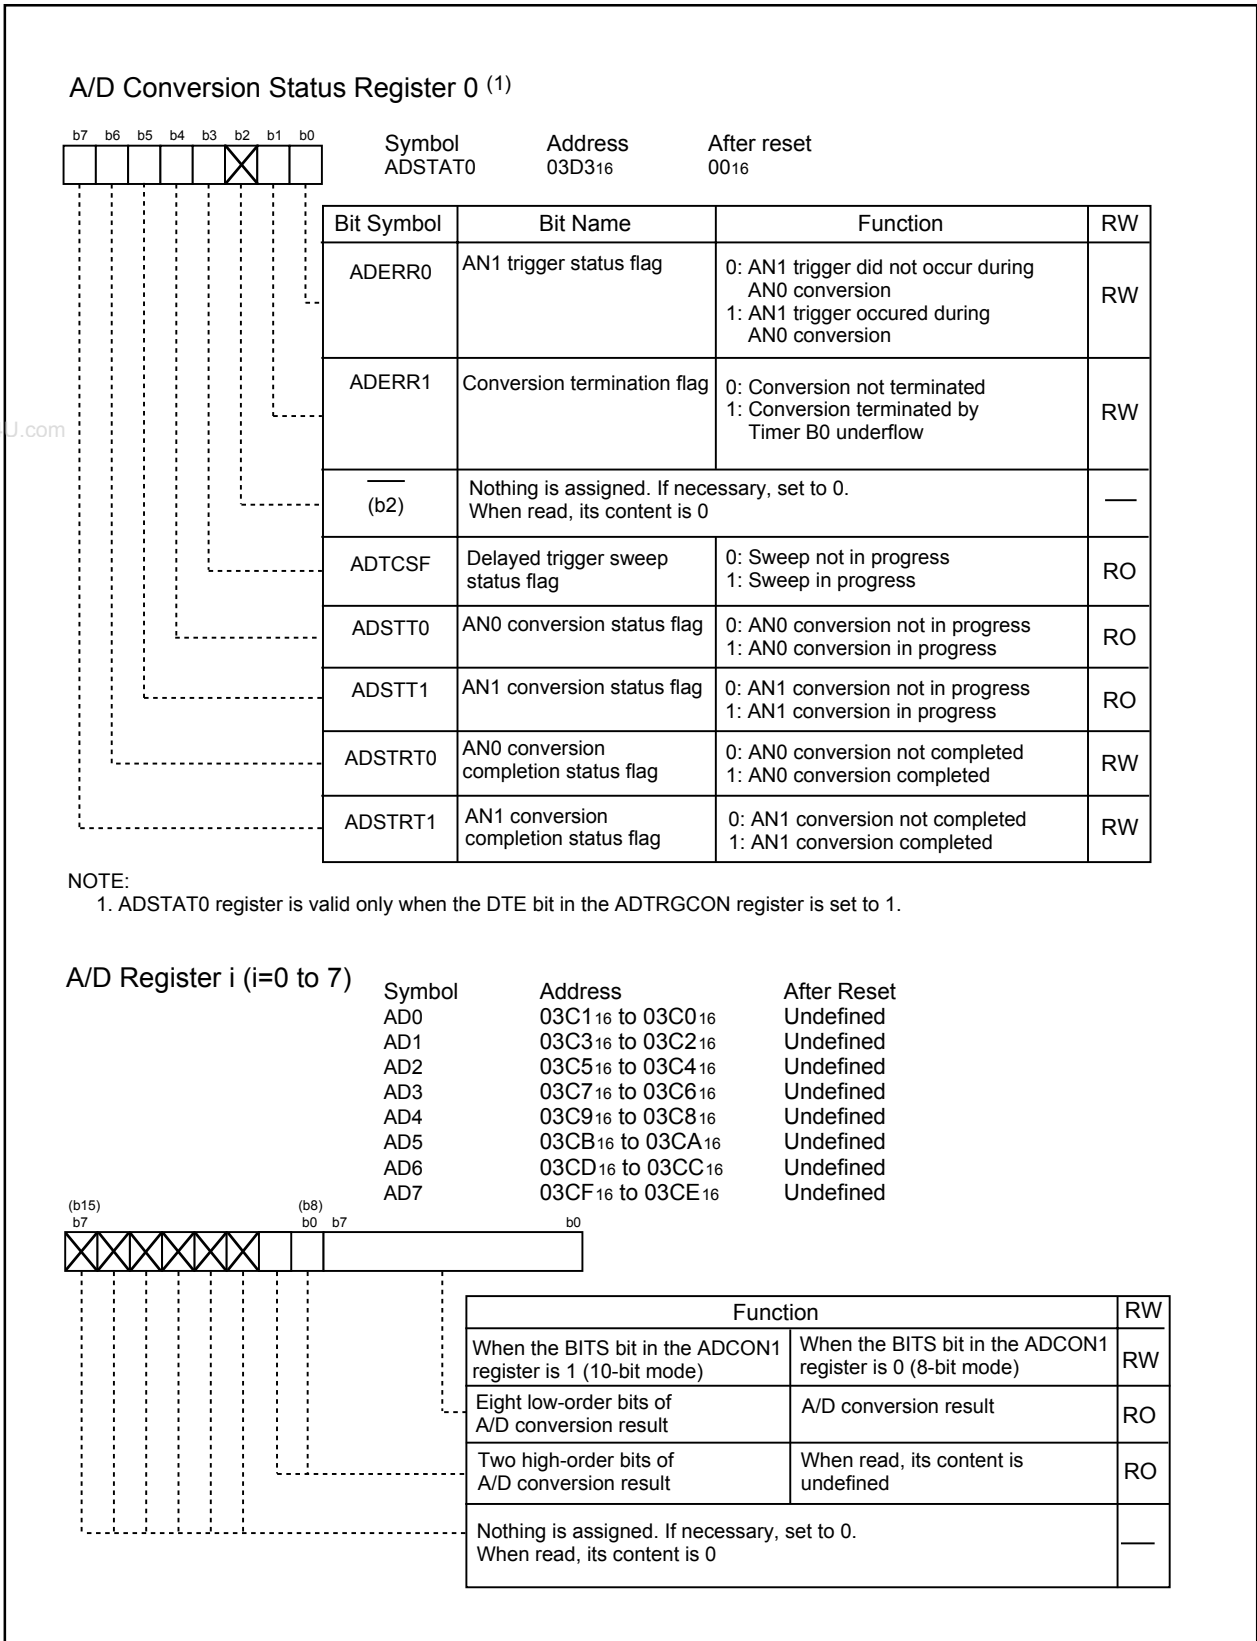 A/D Conversion Status Register 0 (1)
b7 b6 b5 b4 b3 b2 b1 b0
Symbol Address After reset
ADSTAT0 03D316 0016
Bit Symbol Bit Name Function RW
ADERR0 AN1 trigger status flag 0: AN1 trigger did not occur during
AN0 conversion
1: AN1 trigger occured during
AN0 conversion
RW
ADERR1 Conversion termination flag 0: Conversion not terminated
1: Conversion terminated by
Timer B0 underflow
RW
U.com
(b2) Nothing is assigned. If necessary, set to 0.
When read, its content is 0
ADTCSF Delayed trigger sweep
status flag
0: Sweep not in progress
1: Sweep in progress
RO
ADSTT0 AN0 conversion status flag 0: AN0 conversion not in progress
1: AN0 conversion in progress
RO
ADSTT1 AN1 conversion status flag 0: AN1 conversion not in progress
1: AN1 conversion in progress
RO
ADSTRT0 AN0 conversion
completion status flag
0: AN0 conversion not completed
1: AN0 conversion completed
RW
ADSTRT1 AN1 conversion
completion status flag
0: AN1 conversion not completed
1: AN1 conversion completed
RW
NOTE:
1. ADSTAT0 register is valid only when the DTE bit in the ADTRGCON register is set to 1.
A/D Register i (i=0 to 7)
Symbol Address After Reset
AD0 03C116 to 03C016 Undefined
AD1 03C316 to 03C216 Undefined
AD2 03C516 to 03C416 Undefined
AD3 03C716 to 03C616 Undefined
AD4 03C916 to 03C816 Undefined
AD5 03CB16 to 03CA16 Undefined
AD6 03CD16 to 03CC16 Undefined
AD7 03CF16 to 03CE16 Undefined
(b15) (b8)
b7 b0 b7 b0
Function RW
When the BITS bit in the ADCON1
register is 1 (10-bit mode)
When the BITS bit in the ADCON1
register is 0 (8-bit mode)
RW
Eight low-order bits of
A/D conversion result
A/D conversion result
RO
Two high-order bits of
A/D conversion result
When read, its content is
undefined
RO
Nothing is assigned. If necessary, set to 0.
When read, its content is 0